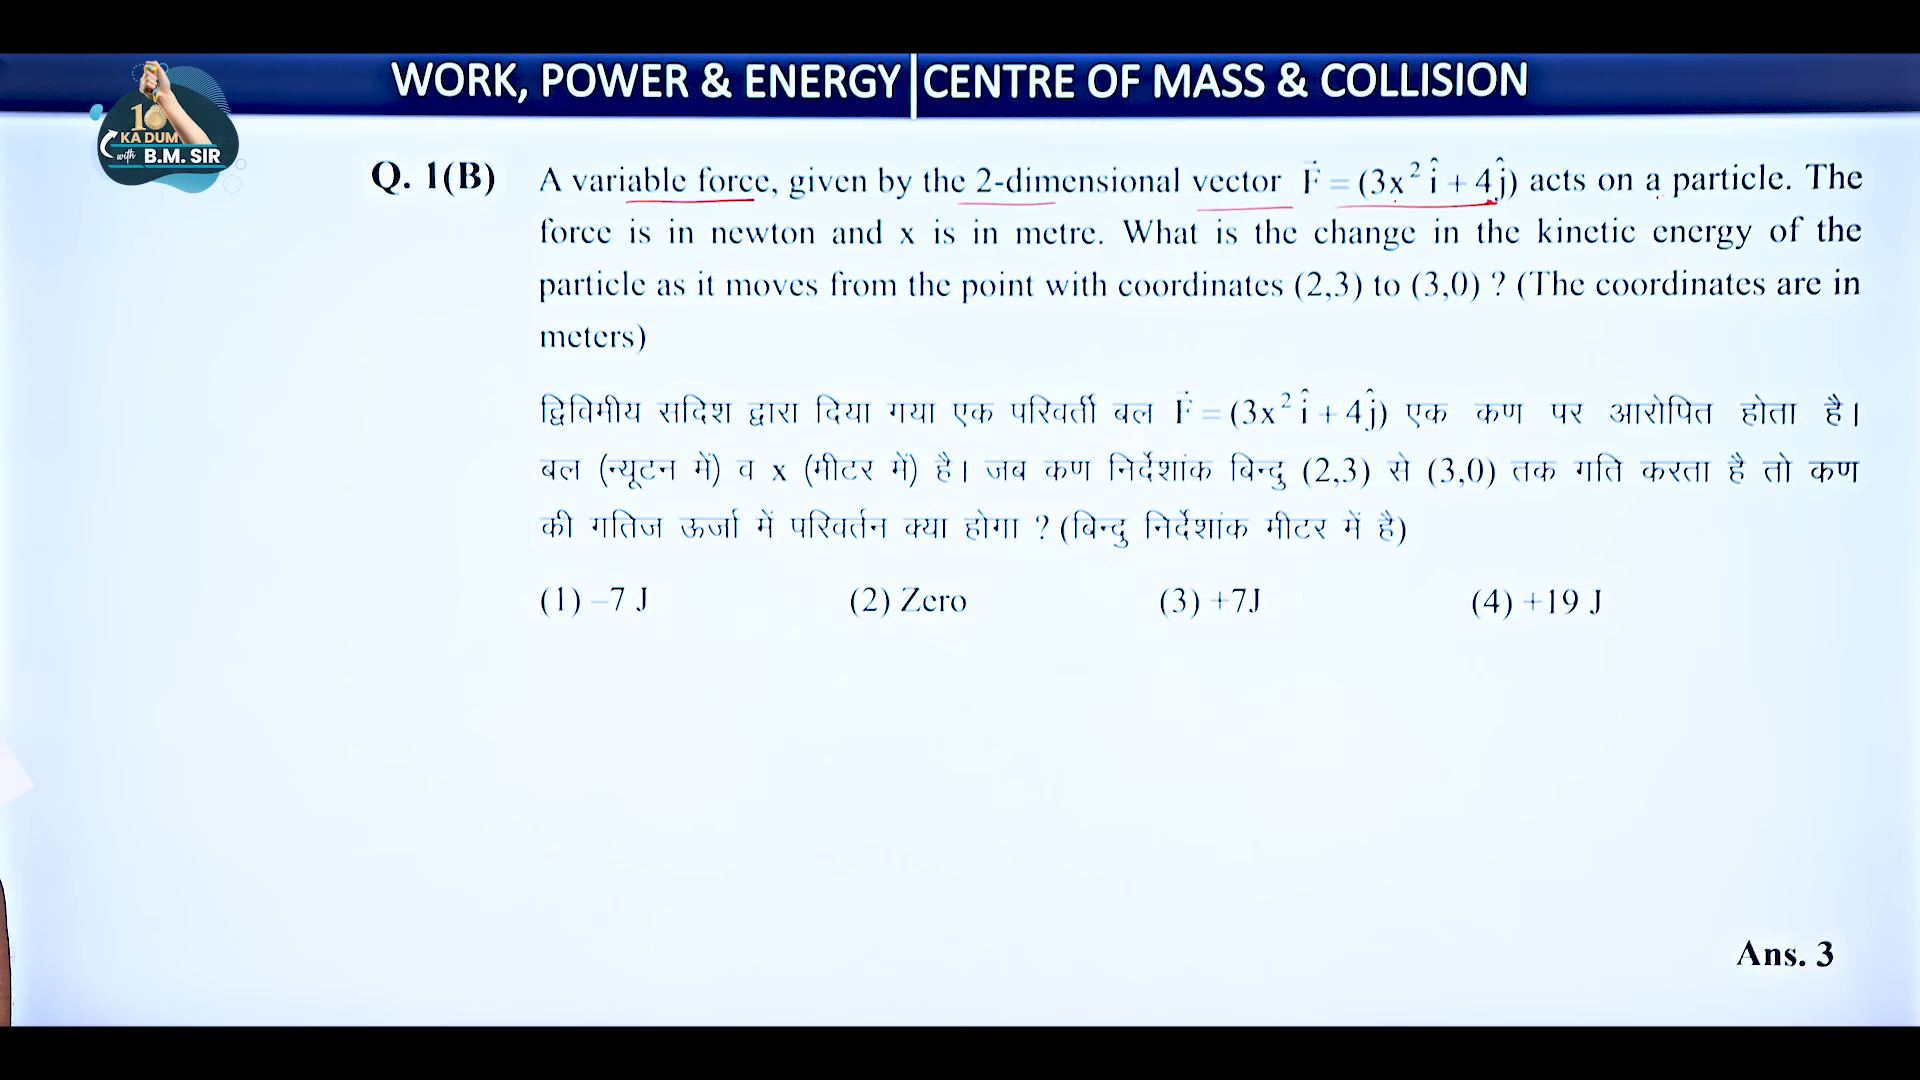 WORK, POWER & ENERGY | CENTRE OF MASS & COLLISION
10
KA DUM
with B.M. SIR
Q. 1(B) A variable force, given by the 2-dimensional vector F⃗ = (3x² î + 4ĵ) acts on a particle. The
force is in newton and x is in metre. What is the change in the kinetic energy of the
particle as it moves from the point with coordinates (2,3) to (3,0) ? (The coordinates are in
meters)
द्विविमीय सदिश द्वारा दिया गया एक परिवर्ती बल F⃗ = (3x² î + 4ĵ) एक कण पर आरोपित होता है।
बल (न्यूटन में) व x (मीटर में) है। जब कण निर्देशांक बिन्दु (2,3) से (3,0) तक गति करता है तो कण
की गतिज ऊर्जा में परिवर्तन क्या होगा ? (बिन्दु निर्देशांक मीटर में है)
(1) –7 J (2) Zero (3) +7J (4) +19 J
Ans. 3